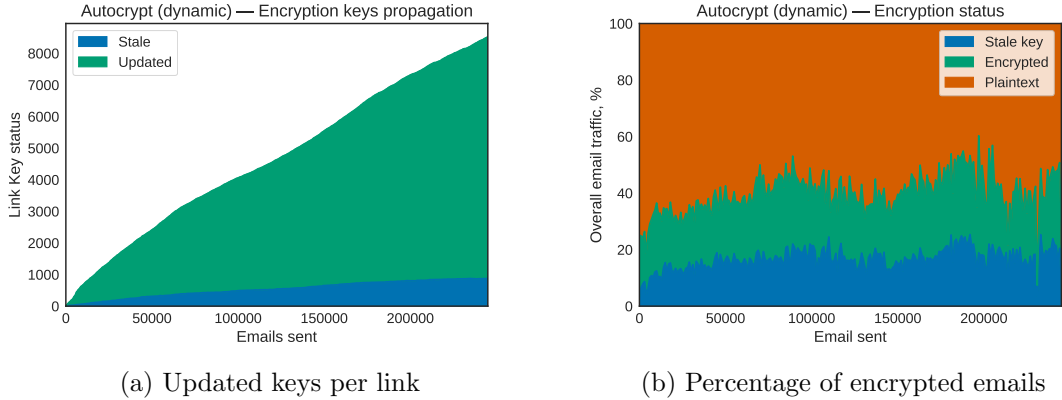 Autocrypt (dynamic) — Encryption keys propagation
Link Key status
8000
7000
6000
5000
4000
3000
2000
1000
0
Stale
Updated
0 50000 100000 150000 200000
Emails sent
(a) Updated keys per link
Autocrypt (dynamic) — Encryption status
Overall email traffic, %
100
80
60
40
20
0
Stale key
Encrypted
Plaintext
0 50000 100000 150000 200000
Email sent
(b) Percentage of encrypted emails